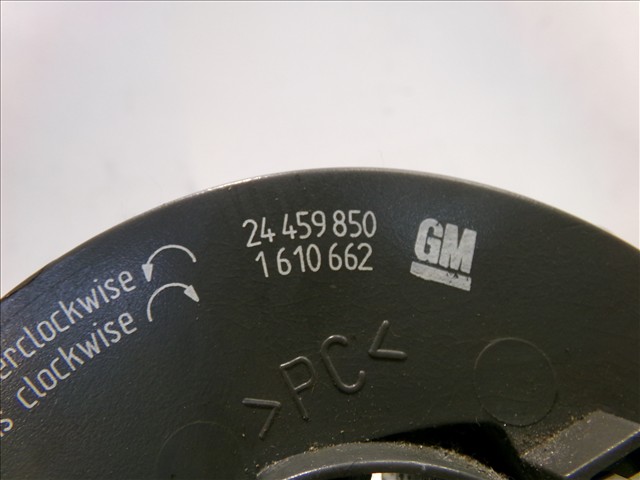 24 459 850
1 610 662
GM
erclockwise
s clockwise
>PC<